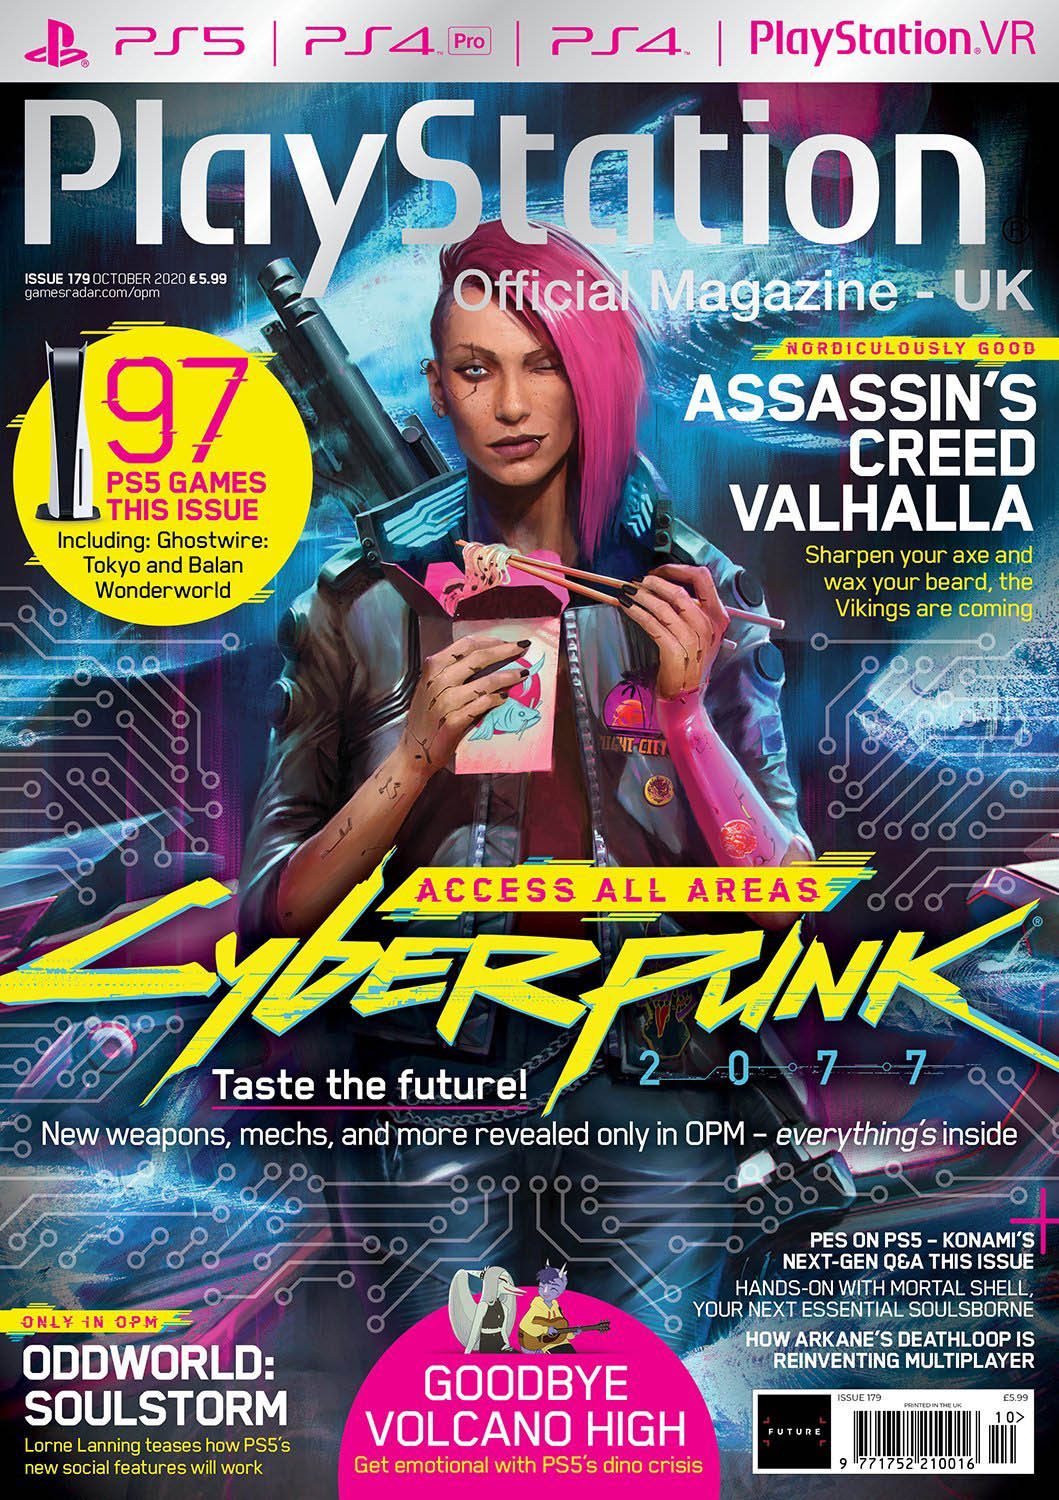 PS5 PS4 Pro PS4 PlayStation®VR
PlayStation
Official Magazine - UK
ISSUE 179 OCTOBER 2020 £5.99
gamesradar.com/opm
97
PS5 GAMES
THIS ISSUE
Including: Ghostwire:
Tokyo and Balan
Wonderworld
NORDICULOUSLY GOOD
ASSASSIN'S
CREED
VALHALLA
Sharpen your axe and
wax your beard, the
Vikings are coming
NIGHT CITY
ACCESS ALL AREAS
CYBERPUNK®
2077
Taste the future!
New weapons, mechs, and more revealed only in OPM – everything's inside
PES ON PS5 – KONAMI'S
NEXT-GEN Q&A THIS ISSUE
HANDS-ON WITH MORTAL SHELL,
YOUR NEXT ESSENTIAL SOULSBORNE
HOW ARKANE'S DEATHLOOP IS
REINVENTING MULTIPLAYER
ONLY IN OPM
ODDWORLD:
SOULSTORM
Lorne Lanning teases how PS5's
new social features will work
GOODBYE
VOLCANO HIGH
Get emotional with PS5's dino crisis
FUTURE
ISSUE 179 £5.99
PRINTED IN THE UK
10>
9 771752 210016